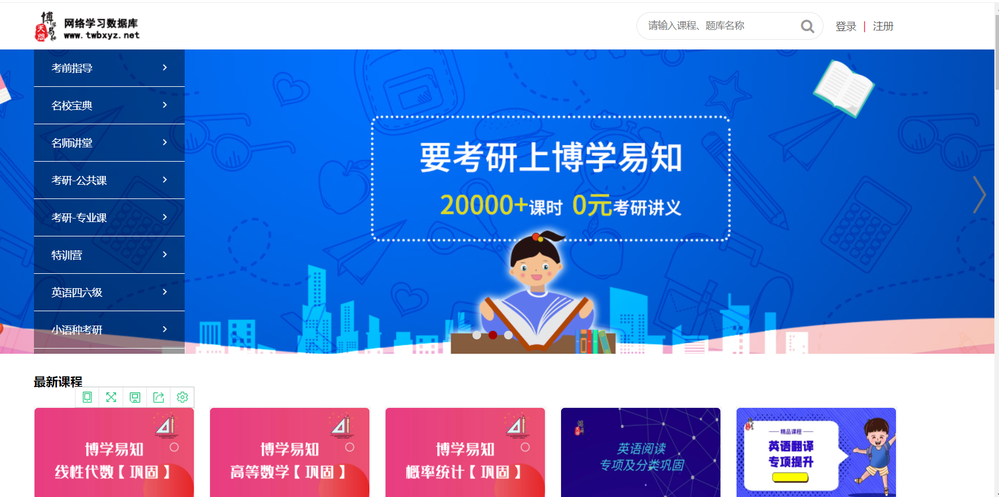 博学易知
天问
网络学习数据库
www.twbxyz.net
请输入课程、题库名称
登录 | 注册
考前指导
名校宝典
名师讲堂
考研-公共课
考研-专业课
特训营
英语四六级
小语种考研
要考研上博学易知
20000+课时 0元考研讲义
最新课程
博学易知
线性代数【巩固】
博学易知
高等数学【巩固】
博学易知
概率统计【巩固】
英语阅读
专项及分类巩固
精品课程
英语翻译
专项提升